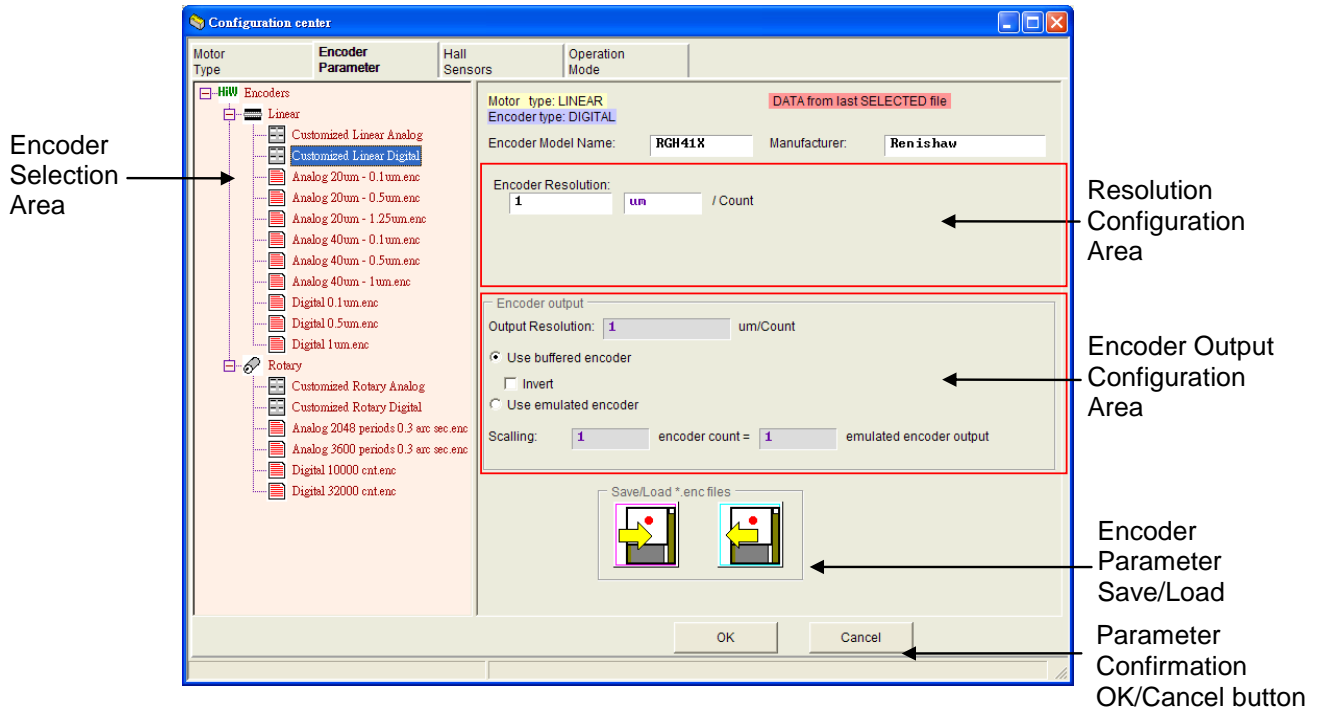 Configuration center
Motor
Type
Encoder
Parameter
Hall
Sensors
Operation
Mode
HiW Encoders
Linear
Customized Linear Analog
Customized Linear Digital
Analog 20um - 0.1um.enc
Analog 20um - 0.5um.enc
Analog 20um - 1.25um.enc
Analog 40um - 0.1um.enc
Analog 40um - 0.5um.enc
Analog 40um - 1um.enc
Digital 0.1um.enc
Digital 0.5um.enc
Digital 1um.enc
Rotary
Customized Rotary Analog
Customized Rotary Digital
Analog 2048 periods 0.3 arc sec.enc
Analog 3600 periods 0.3 arc sec.enc
Digital 10000 cnt.enc
Digital 32000 cnt.enc
Motor type: LINEAR
DATA from last SELECTED file
Encoder type: DIGITAL
Encoder Model Name: RGH41X Manufacturer: Renishaw
Encoder Resolution:
1 um / Count
Encoder output
Output Resolution: 1 um/Count
Use buffered encoder
Invert
Use emulated encoder
Scalling: 1 encoder count = 1 emulated encoder output
Save/Load *.enc files
OK Cancel
Encoder
Selection
Area
Resolution
Configuration
Area
Encoder Output
Configuration
Area
Encoder
Parameter
Save/Load
Parameter
Confirmation
OK/Cancel button